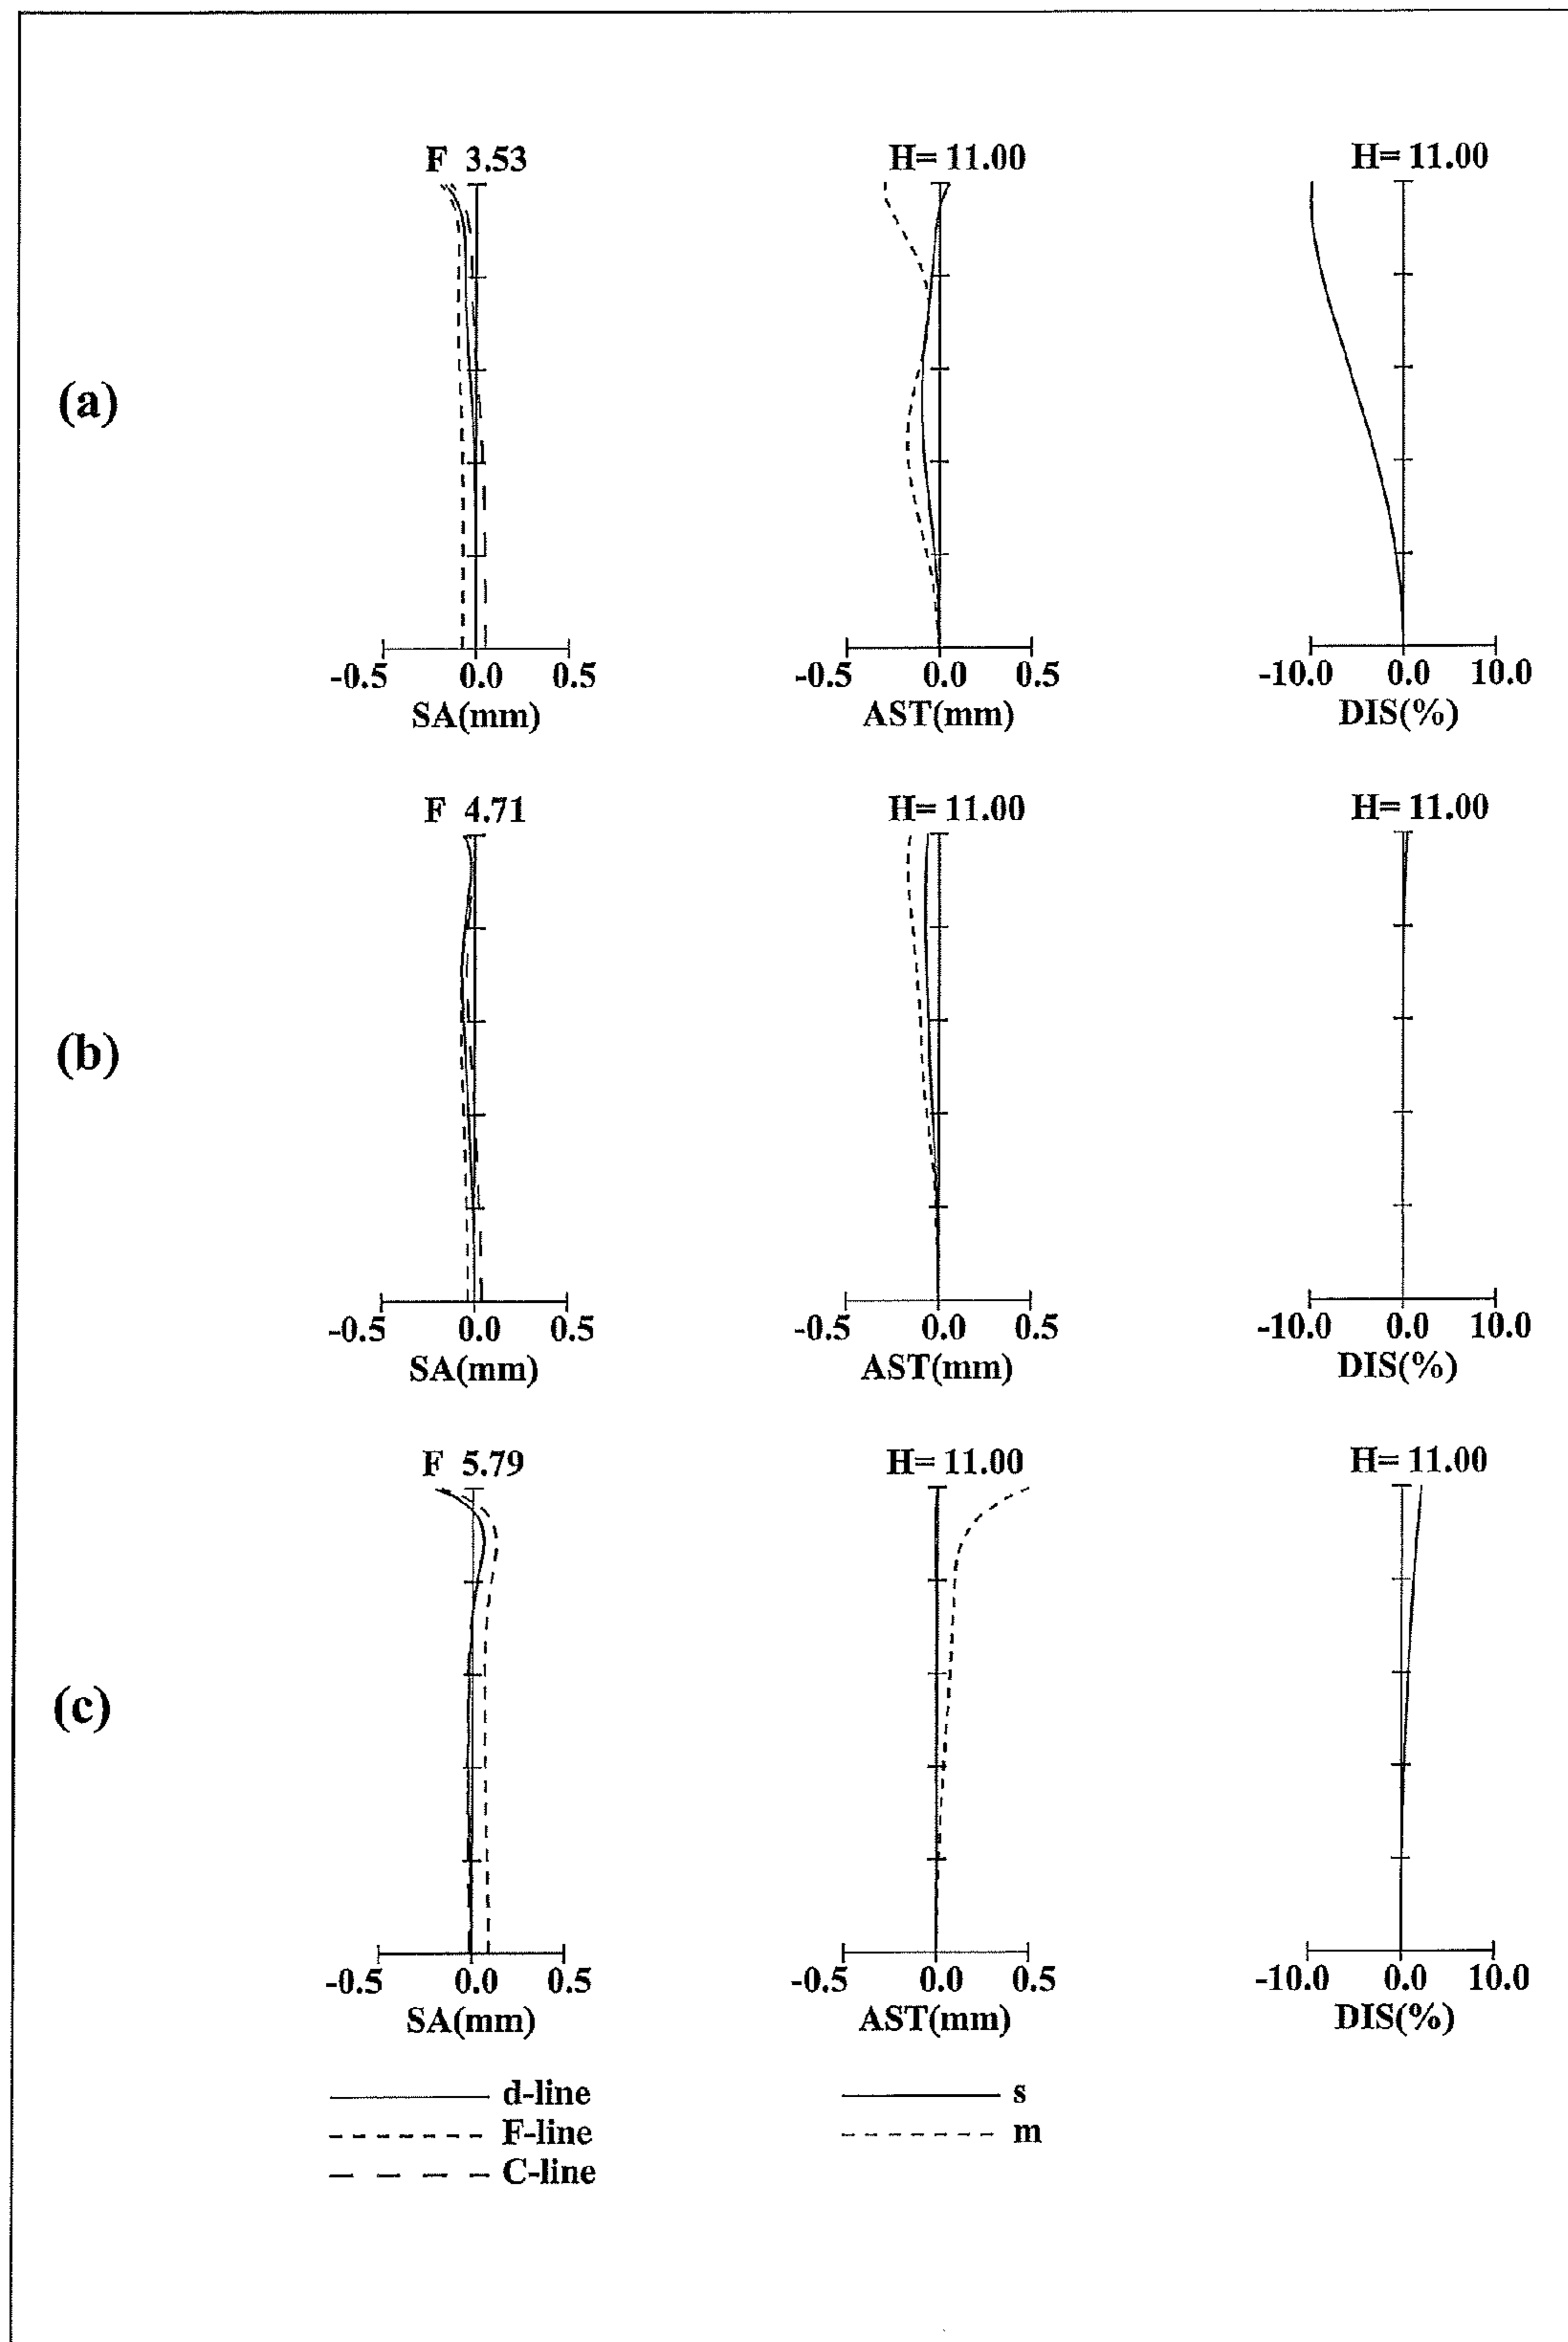 F 3.53 H= 11.00 H= 11.00
(a)
-0.5 0.0 0.5 -0.5 0.0 0.5 -10.0 0.0 10.0
SA(mm) AST(mm) DIS(%)
F 4.71 H= 11.00 H= 11.00
(b)
-0.5 0.0 0.5 -0.5 0.0 0.5 -10.0 0.0 10.0
SA(mm) AST(mm) DIS(%)
F 5.79 H= 11.00 H= 11.00
(c)
-0.5 0.0 0.5 -0.5 0.0 0.5 -10.0 0.0 10.0
SA(mm) AST(mm) DIS(%)
d-line s
F-line m
C-line